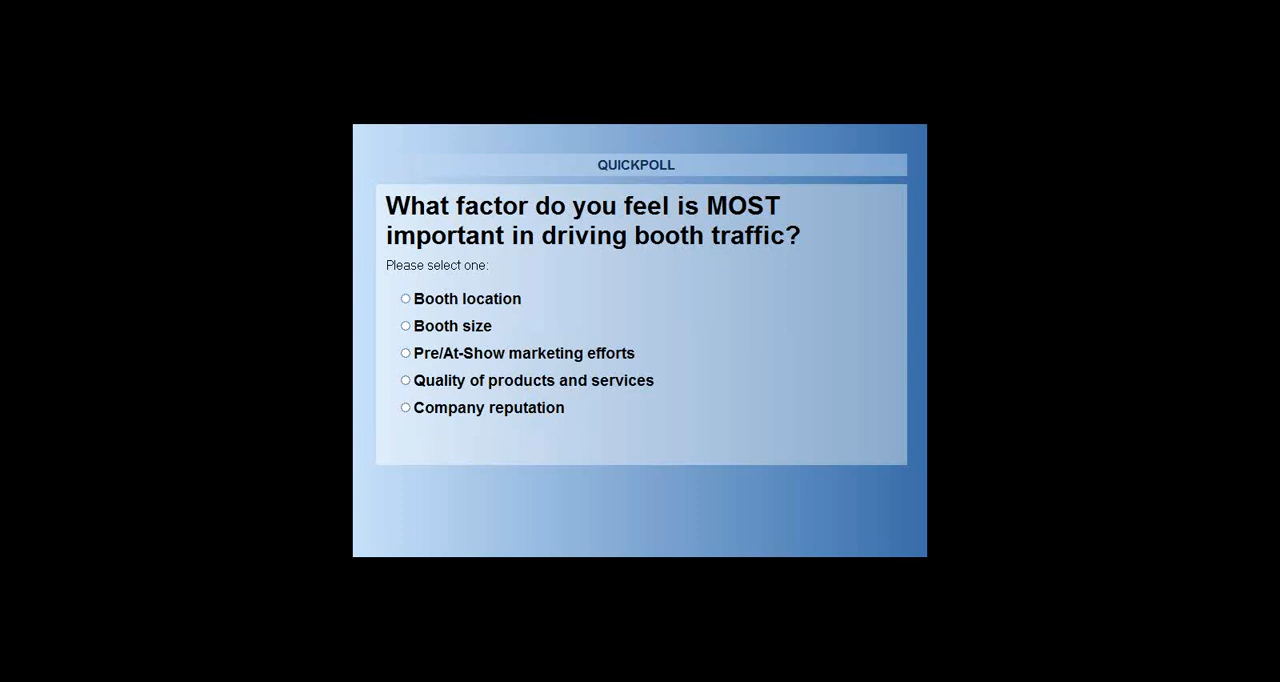 QUICKPOLL
What factor do you feel is MOST
important in driving booth traffic?
Please select one:
Booth location
Booth size
Pre/At-Show marketing efforts
Quality of products and services
Company reputation